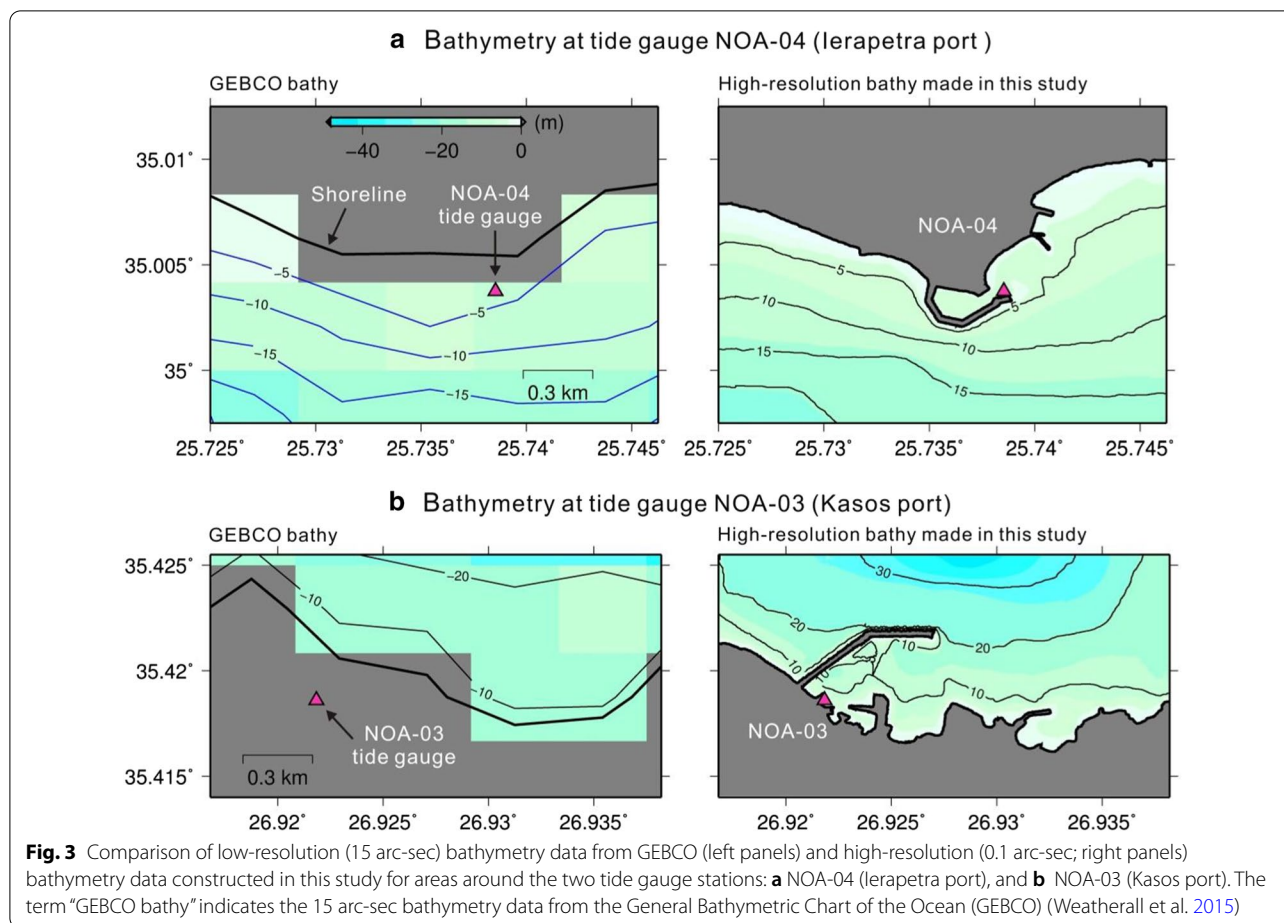 a Bathymetry at tide gauge NOA-04 (Ierapetra port )
GEBCO bathy
High-resolution bathy made in this study
(m)
−40 −20 0
Shoreline
NOA-04
tide gauge
−5
−5
−10
−10
−15
−15
0.3 km
35.01˚
35.005˚
35˚
25.725 25.73 25.735 25.74 25.745
NOA-04
5
5
10
10
15
15
25.725 25.73 25.735 25.74 25.745
b Bathymetry at tide gauge NOA-03 (Kasos port)
GEBCO bathy
High-resolution bathy made in this study
35.425˚
35.42˚
35.415˚
−20
−10
−10
NOA-03
tide gauge
0.3 km
26.92 26.925 26.93 26.935
30
20
20
10
10
10
10
NOA-03
26.92 26.925 26.93 26.935
Fig. 3 Comparison of low-resolution (15 arc-sec) bathymetry data from GEBCO (left panels) and high-resolution (0.1 arc-sec; right panels)
bathymetry data constructed in this study for areas around the two tide gauge stations: a NOA-04 (Ierapetra port), and b NOA-03 (Kasos port). The
term "GEBCO bathy" indicates the 15 arc-sec bathymetry data from the General Bathymetric Chart of the Ocean (GEBCO) (Weatherall et al. 2015)